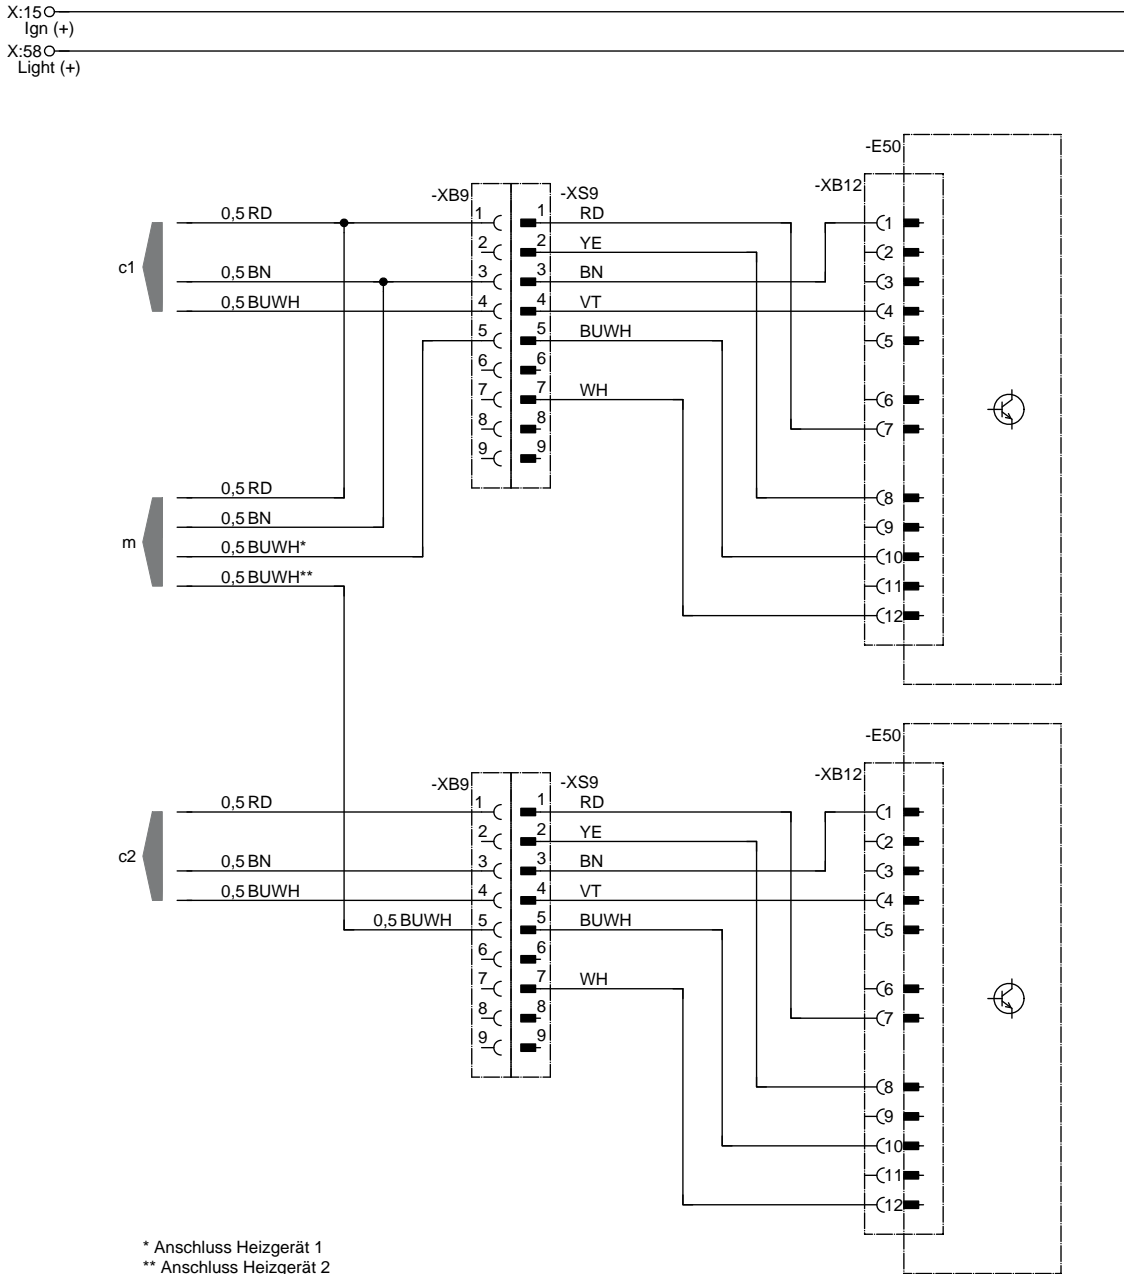 X:15
Ign (+)
X:58
Light (+)
-E50
-XB12
-XB9 -XS9
1 1 RD 1
0,5 RD
2 2 YE 2
c1
0,5 BN 3 3 BN 3
0,5 BUWH 4 4 VT 4
5 5 BUWH 5
6 6
7 7 WH 6
8 8 7
9 9
0,5 RD 8
0,5 BN 9
m
0,5 BUWH* 10
0,5 BUWH** 11
12
-E50
-XB12
-XB9 -XS9
0,5 RD 1 1 RD 1
2 2 YE 2
c2
0,5 BN 3 3 BN 3
0,5 BUWH 4 4 VT 4
0,5 BUWH 5 5 BUWH 5
6 6
7 7 WH 6
8 8 7
9 9
8
9
10
11
12
* Anschluss Heizgerät 1
** Anschluss Heizgerät 2